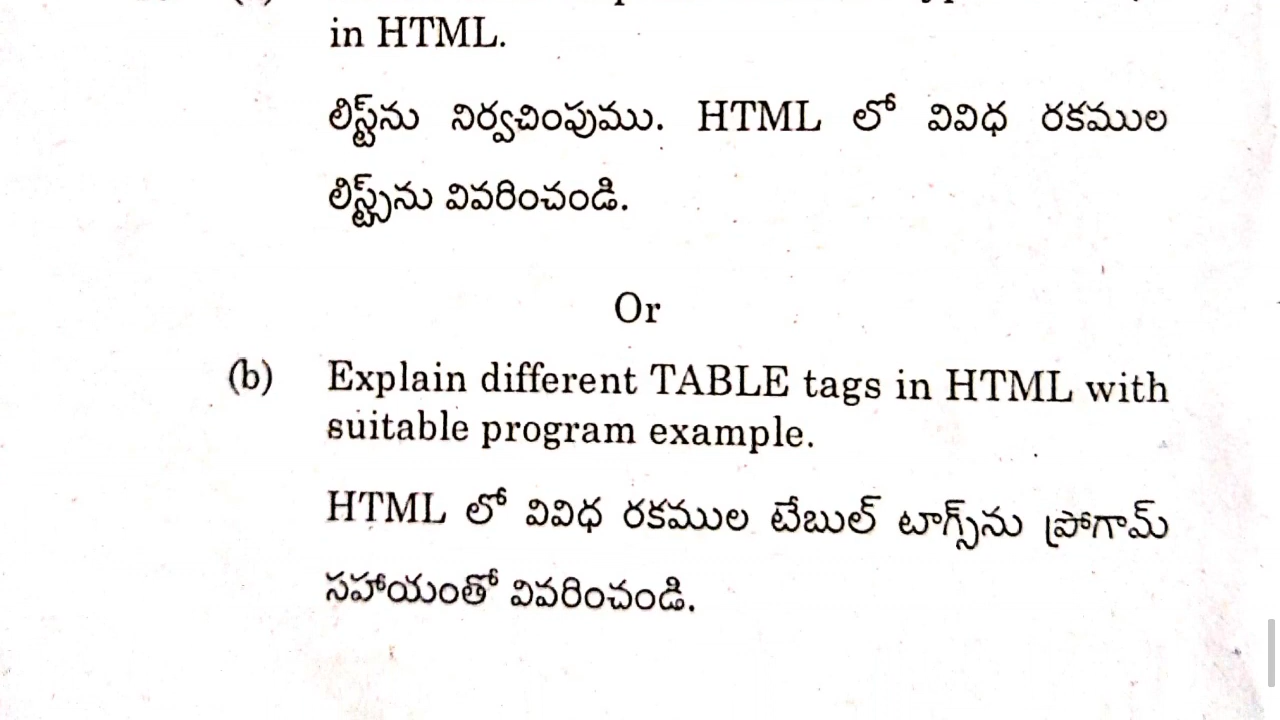 in HTML.
లిస్ట్‌ను నిర్వచింపుము. HTML లో వివిధ రకముల
లిస్ట్స్‌ను వివరించండి.
Or
(b) Explain different TABLE tags in HTML with
suitable program example.
HTML లో వివిధ రకముల టేబుల్ టాగ్స్‌ను ప్రోగామ్
సహాయంతో వివరించండి.